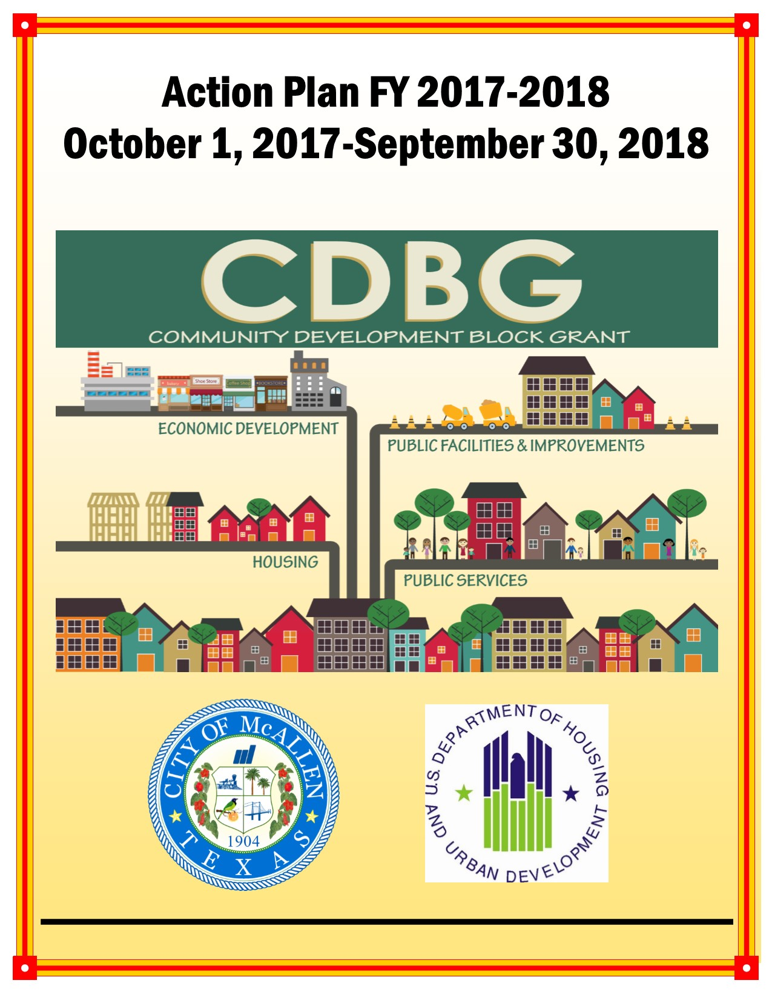 Action Plan FY 2017-2018
October 1, 2017-September 30, 2018
CDBG
COMMUNITY DEVELOPMENT BLOCK GRANT
Bakery
Shoe Store
Coffee Shop
BOOKSTORE
ECONOMIC DEVELOPMENT
PUBLIC FACILITIES & IMPROVEMENTS
HOUSING
PUBLIC SERVICES
CITY OF McALLEN
TEXAS
1904
U.S. DEPARTMENT OF HOUSING
AND URBAN DEVELOPMENT